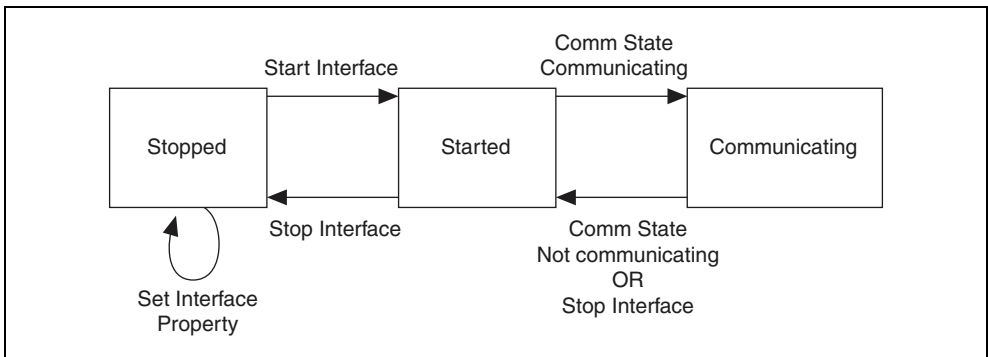 Start Interface
Comm State
Communicating
Stopped
Started
Communicating
Stop Interface
Comm State
Not communicating
OR
Stop Interface
Set Interface
Property